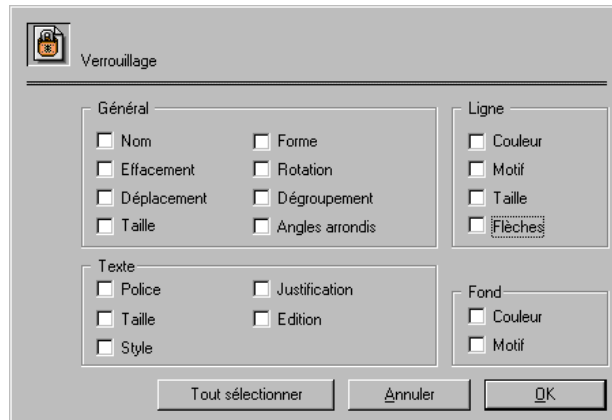 Verrouillage
Général
Nom
Forme
Effacement
Rotation
Déplacement
Dégroupement
Taille
Angles arrondis
Ligne
Couleur
Motif
Taille
Flèches
Texte
Police
Justification
Taille
Edition
Style
Fond
Couleur
Motif
Tout sélectionner
Annuler
OK